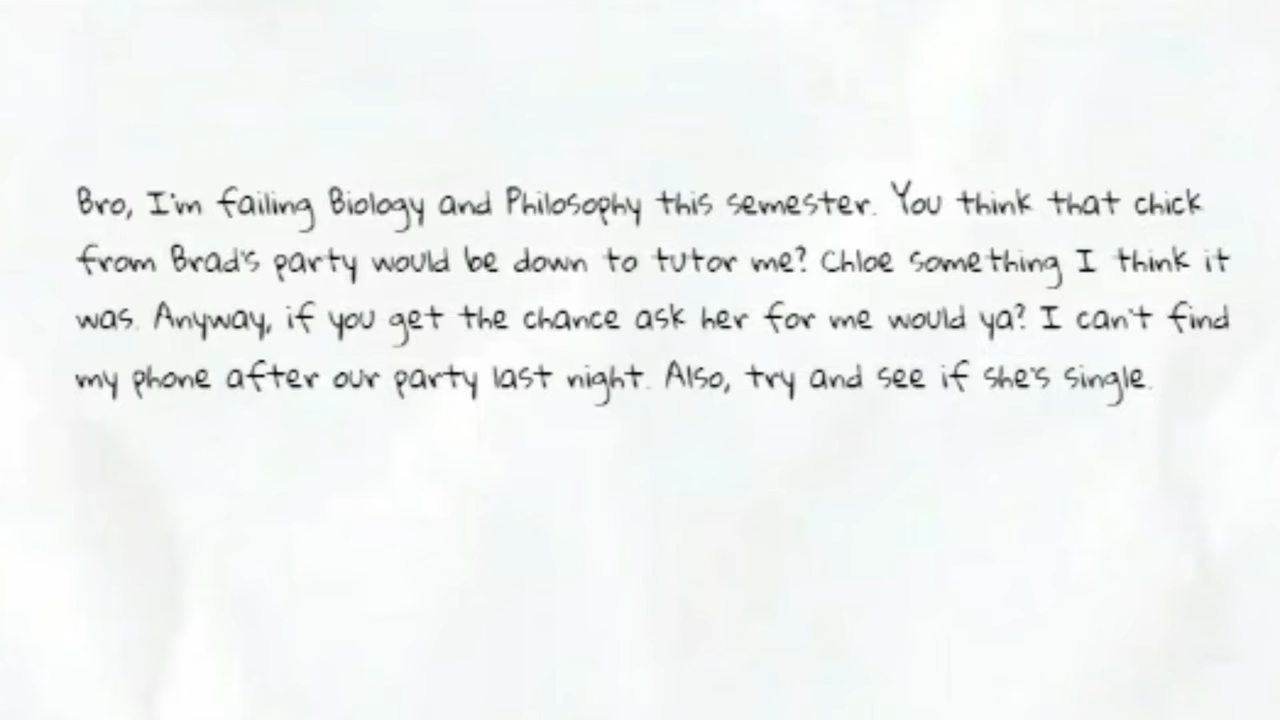 Bro, I'm failing Biology and Philosophy this semester. You think that chick
from Brad's party would be down to tutor me? Chloe something I think it
was. Anyway, if you get the chance ask her for me would ya? I can't find
my phone after our party last night. Also, try and see if she's single.